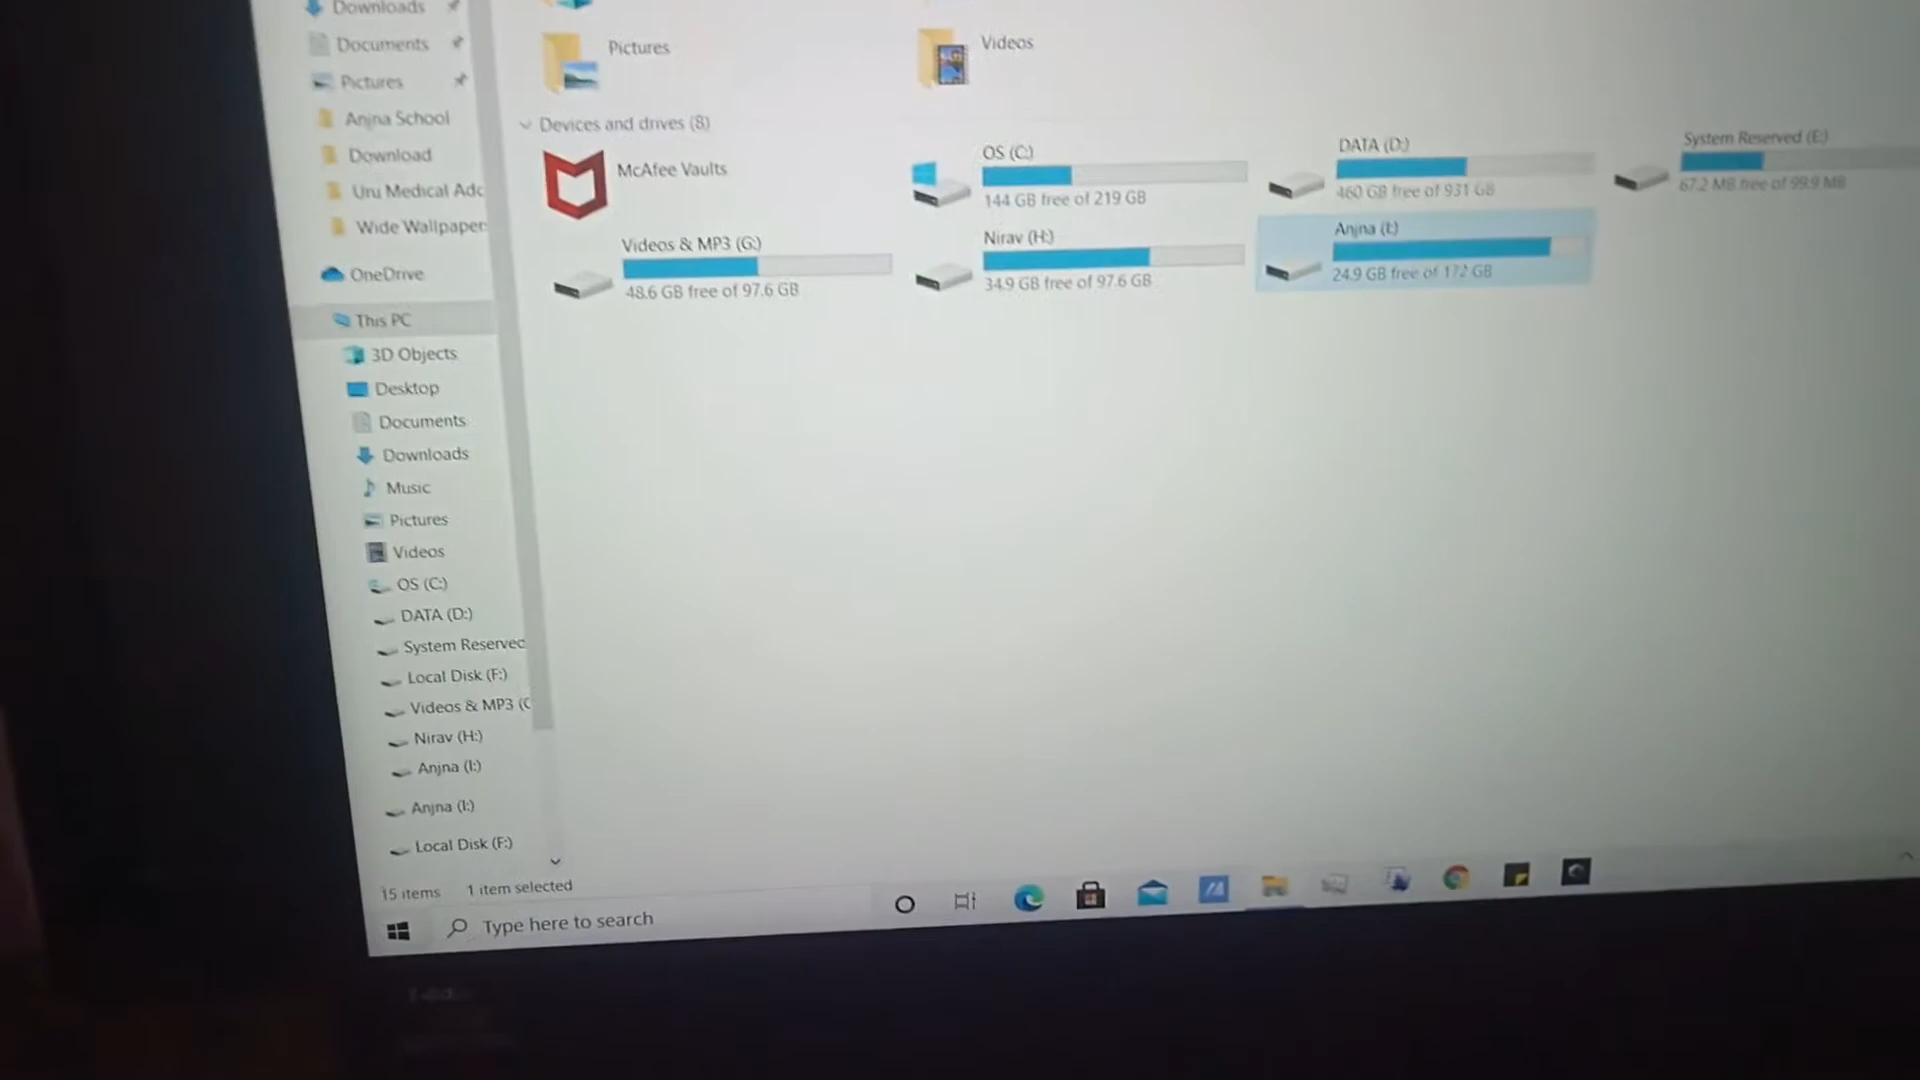 Downloads
Documents
Pictures
Anjna School
Download
Uru Medical Adc
Wide Wallpaper
OneDrive
This PC
3D Objects
Desktop
Documents
Downloads
Music
Pictures
Videos
OS (C:)
DATA (D:)
System Reserved
Local Disk (F:)
Videos & MP3 (
Nirav (H:)
Anjna (I:)
Anjna (I:)
Local Disk (F:)
Pictures
Videos
Devices and drives (8)
McAfee Vaults
OS (C:)
144 GB free of 219 GB
DATA (D:)
460 GB free of 931 GB
System Reserved (E:)
67.2 MB free of 99.9 MB
Videos & MP3 (G:)
48.6 GB free of 97.6 GB
Nirav (H:)
34.9 GB free of 97.6 GB
Anjna (I:)
24.9 GB free of 172 GB
15 items 1 item selected
Type here to search